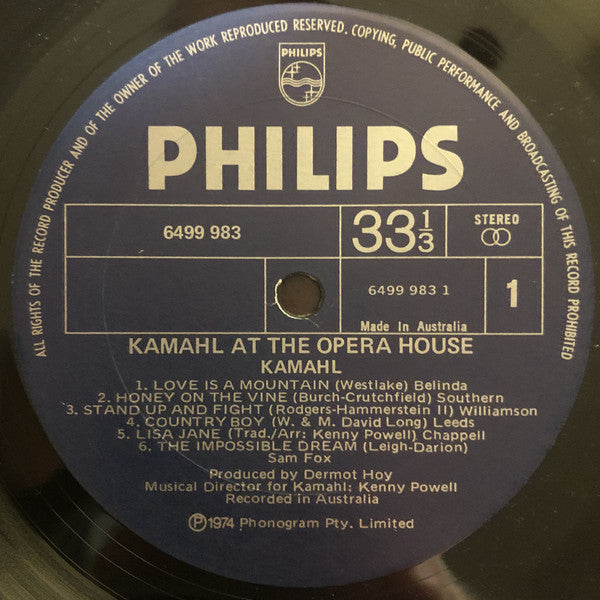 ALL RIGHTS OF THE RECORD PRODUCER AND OF THE OWNER OF THE WORK REPRODUCED RESERVED. COPYING, PUBLIC PERFORMANCE AND BROADCASTING OF THIS RECORD PROHIBITED
PHILIPS
PHILIPS
6499 983
33 1/3
STEREO
6499 983 1
1
Made In Australia
KAMAHL AT THE OPERA HOUSE
KAMAHL
1. LOVE IS A MOUNTAIN (Westlake) Belinda
2. HONEY ON THE VINE (Burch-Crutchfield) Southern
3. STAND UP AND FIGHT (Rodgers-Hammerstein II) Williamson
4. COUNTRY BOY (W. & M. David Long) Leeds
5. LISA JANE (Trad./Arr: Kenny Powell) Chappell
6. THE IMPOSSIBLE DREAM (Leigh-Darion)
Sam Fox
Produced by Dermot Hoy
Musical Director for Kamahl: Kenny Powell
Recorded in Australia
℗1974 Phonogram Pty. Limited